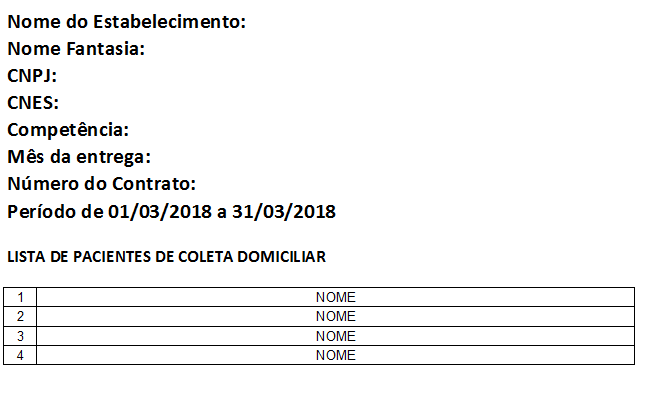 Nome do Estabelecimento:
Nome Fantasia:
CNPJ:
CNES:
Competência:
Mês da entrega:
Número do Contrato:
Período de 01/03/2018 a 31/03/2018
LISTA DE PACIENTES DE COLETA DOMICILIAR
1 NOME
2 NOME
3 NOME
4 NOME